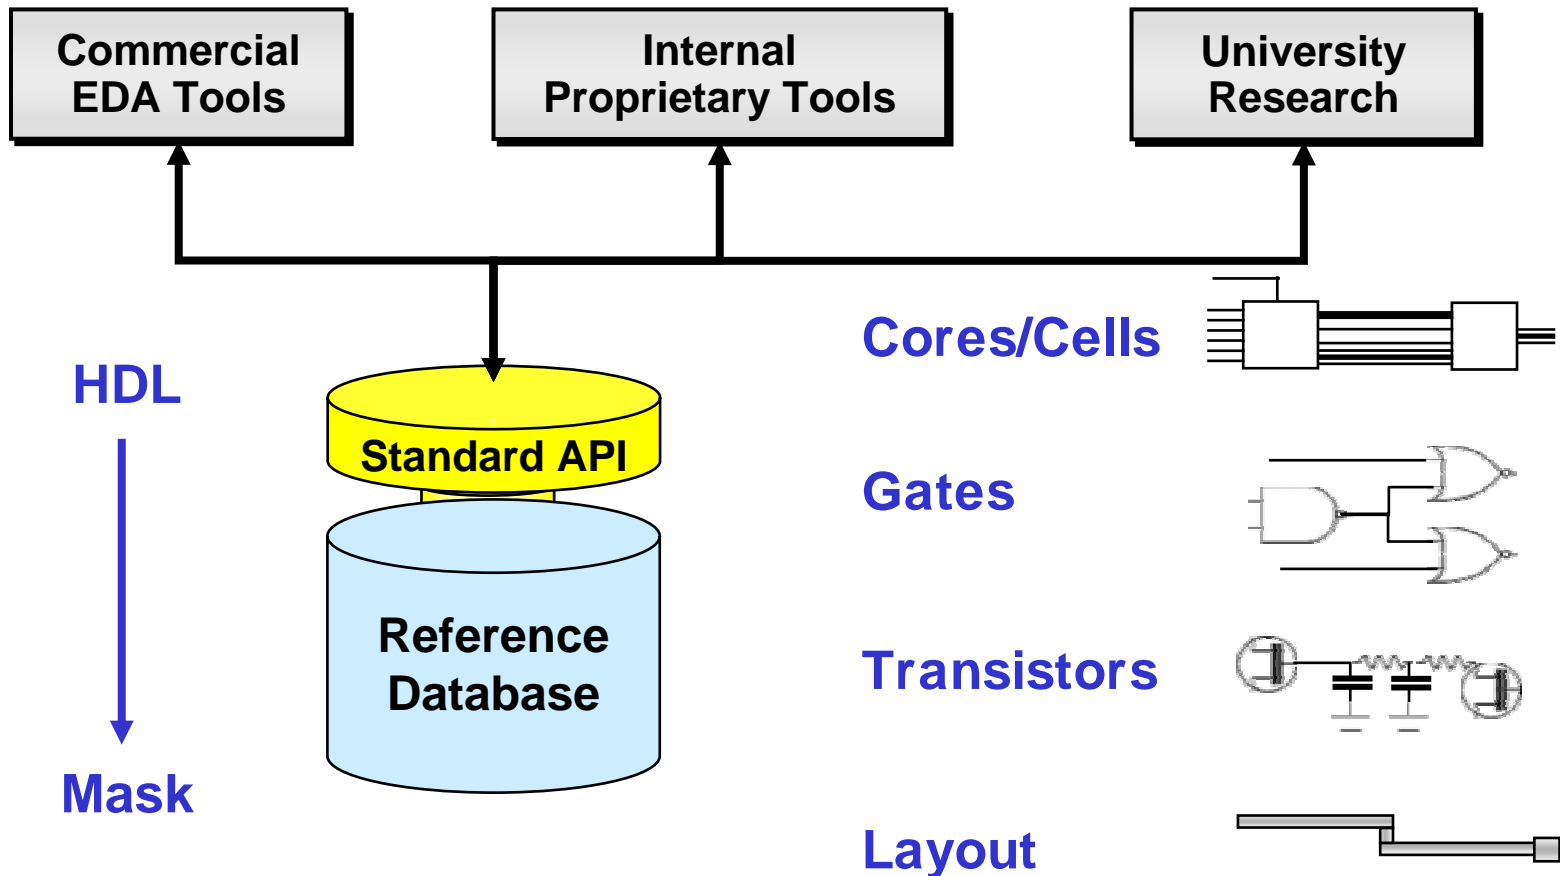 Commercial
EDA Tools
Internal
Proprietary Tools
University
Research
HDL
Mask
Standard API
Reference
Database
Cores/Cells
Gates
Transistors
Layout